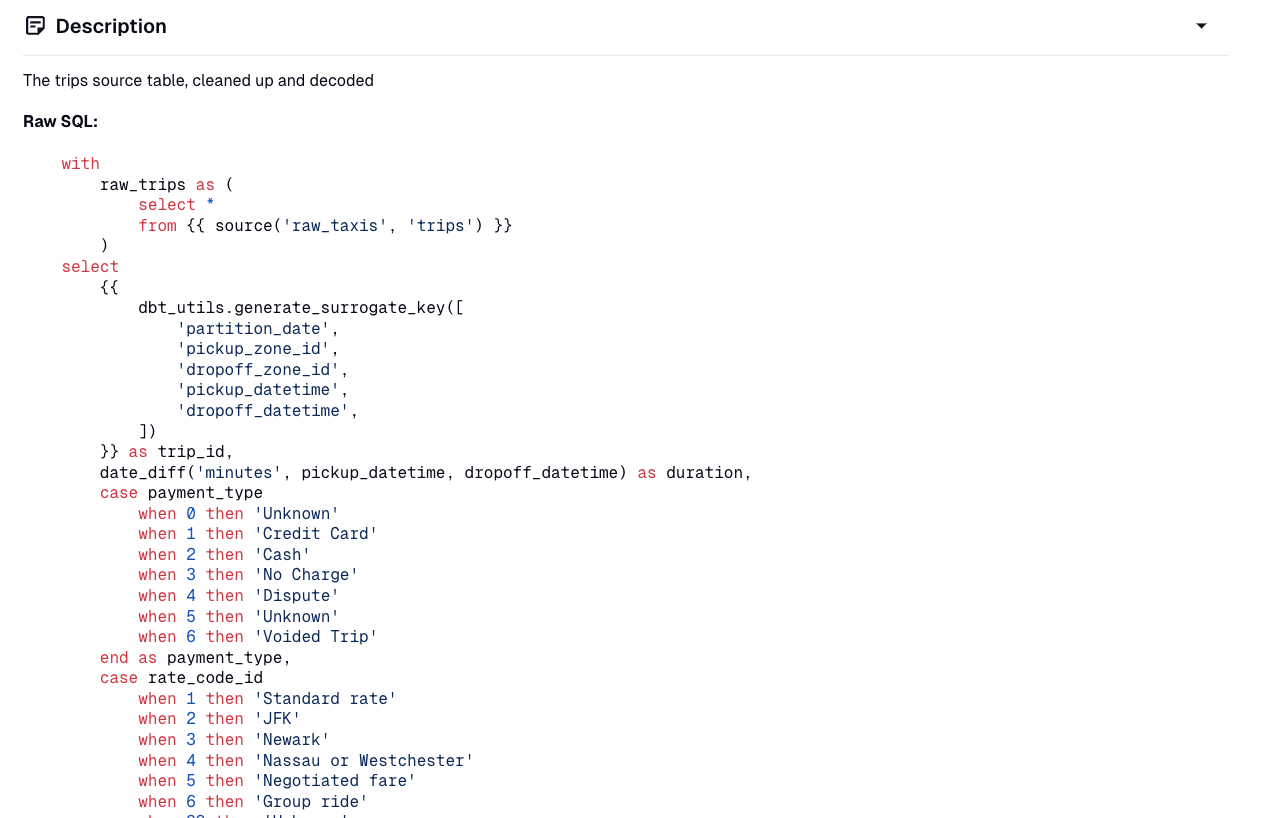 Description
The trips source table, cleaned up and decoded
Raw SQL:
with
    raw_trips as (
        select *
        from {{ source('raw_taxis', 'trips') }}
    )
select
    {{
        dbt_utils.generate_surrogate_key([
            'partition_date',
            'pickup_zone_id',
            'dropoff_zone_id',
            'pickup_datetime',
            'dropoff_datetime',
        ])
    }} as trip_id,
    date_diff('minutes', pickup_datetime, dropoff_datetime) as duration,
    case payment_type
        when 0 then 'Unknown'
        when 1 then 'Credit Card'
        when 2 then 'Cash'
        when 3 then 'No Charge'
        when 4 then 'Dispute'
        when 5 then 'Unknown'
        when 6 then 'Voided Trip'
    end as payment_type,
    case rate_code_id
        when 1 then 'Standard rate'
        when 2 then 'JFK'
        when 3 then 'Newark'
        when 4 then 'Nassau or Westchester'
        when 5 then 'Negotiated fare'
        when 6 then 'Group ride'